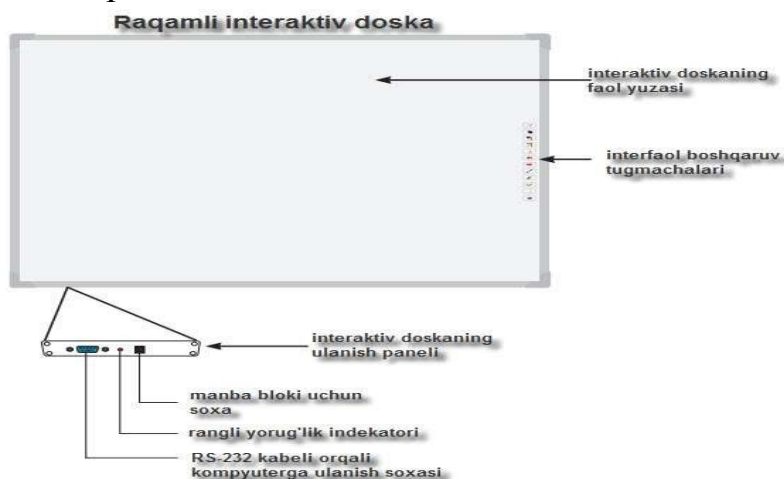 Raqamli interaktiv doska
interaktiv doskaning
faol yuzasi
interfaol boshqaruv
tugmachalari
interaktiv doskaning
ulanish paneli
manba bloki uchun
soxa
rangli yorug'lik indekatori
RS-232 kabeli orqali
kompyuterga ulanish soxasi